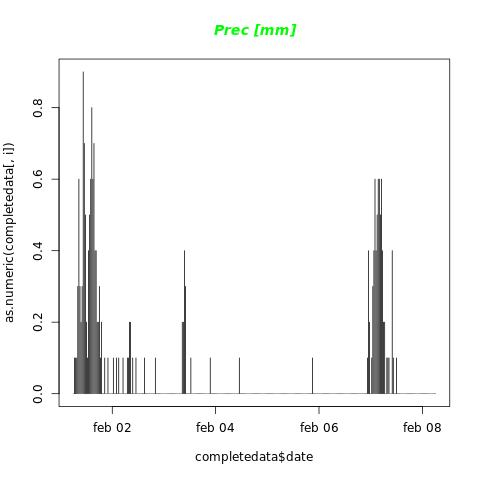 Prec [mm]
as.numeric(completedata[, i])
0.8
0.6
0.4
0.2
0.0
feb 02 feb 04 feb 06 feb 08
completedata$date